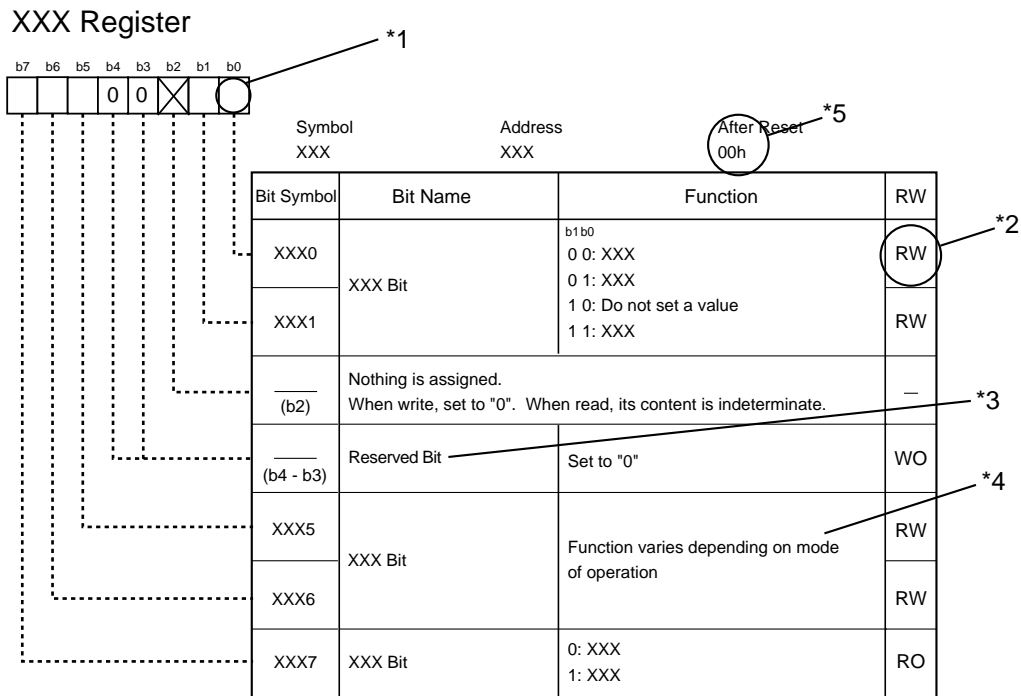 XXX Register
*1
b7 b6 b5 b4 b3 b2 b1 b0
0 0
*5
Symbol Address After Reset
XXX XXX 00h
Bit Symbol Bit Name Function RW
*2
XXX0 XXX Bit RW
b1b0
0 0: XXX
0 1: XXX
1 0: Do not set a value
1 1: XXX
XXX1 RW
(b2) Nothing is assigned.
When write, set to "0". When read, its content is indeterminate. –
*3
(b4 - b3) Reserved Bit Set to "0" WO
*4
XXX5 XXX Bit RW
Function varies depending on mode
of operation
XXX6 RW
XXX7 XXX Bit 0: XXX
1: XXX RO